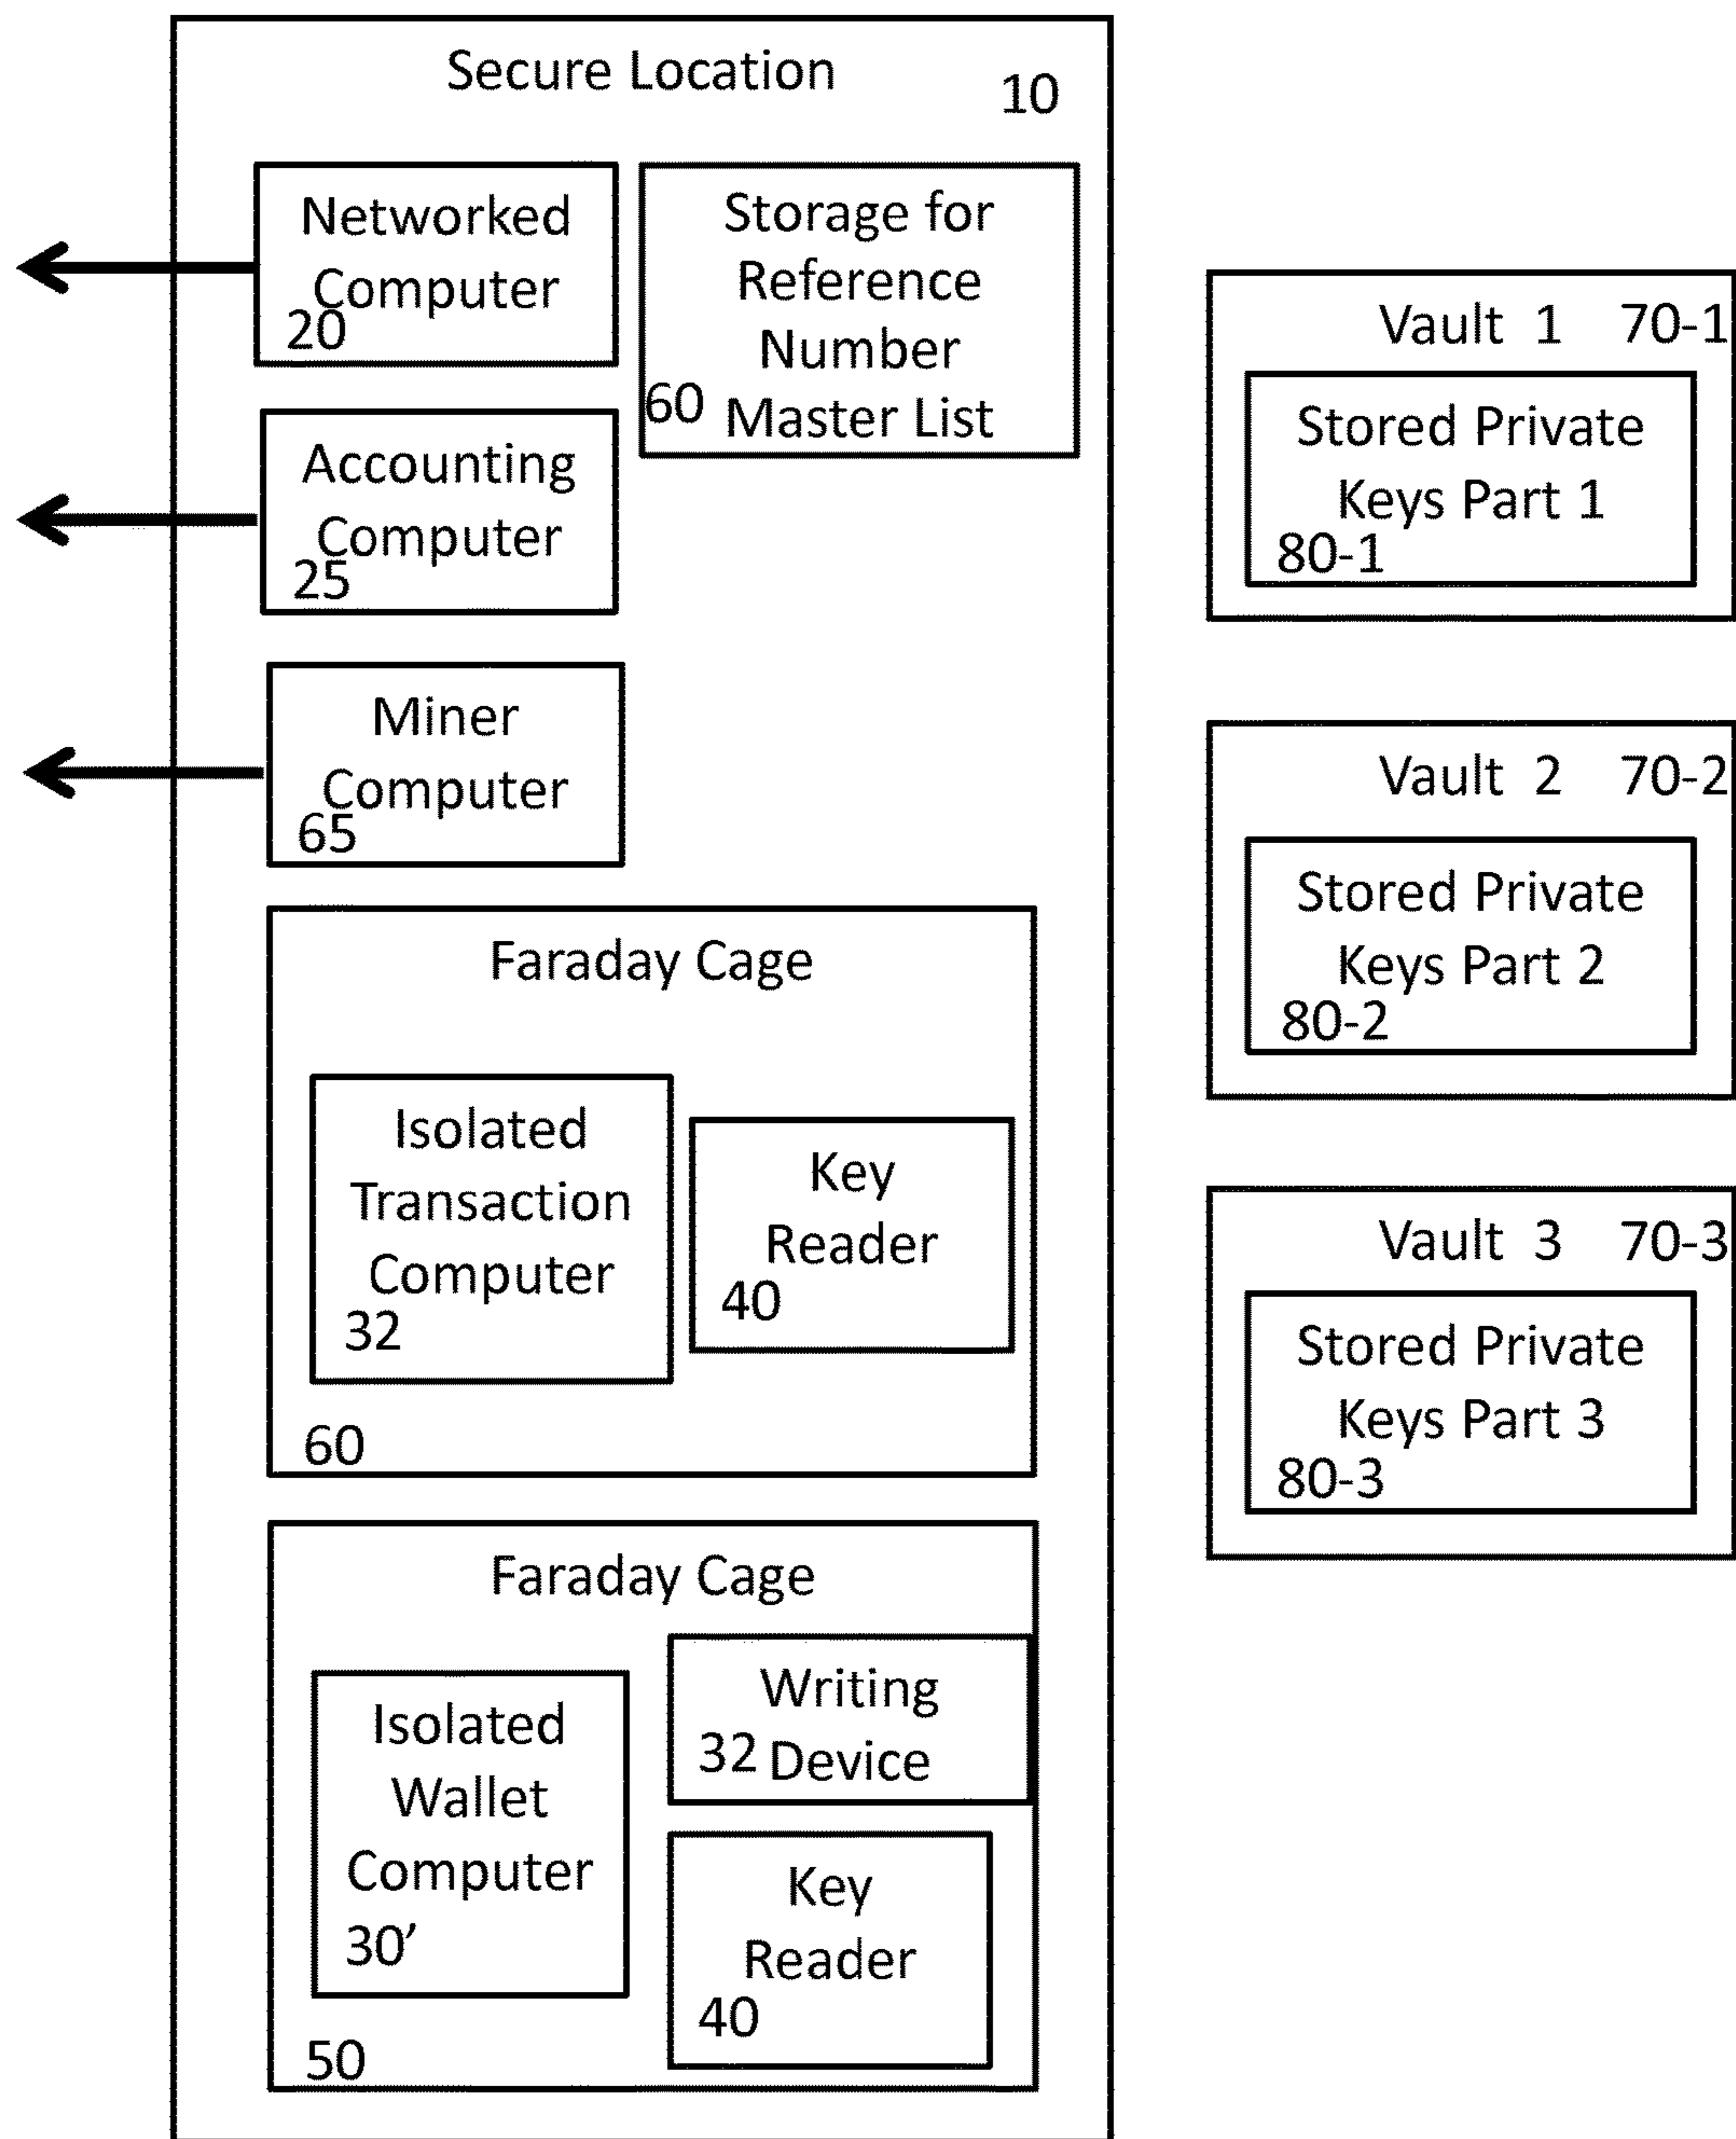 Secure Location
10
Networked
Computer
20
Storage for
Reference
Number
Master List
60
Accounting
Computer
25
Miner
Computer
65
Faraday Cage
Isolated
Transaction
Computer
32
Key
Reader
40
60
Faraday Cage
Isolated
Wallet
Computer
30’
Writing
Device
32
Key
Reader
40
50
Vault 1 70-1
Stored Private
Keys Part 1
80-1
Vault 2 70-2
Stored Private
Keys Part 2
80-2
Vault 3 70-3
Stored Private
Keys Part 3
80-3